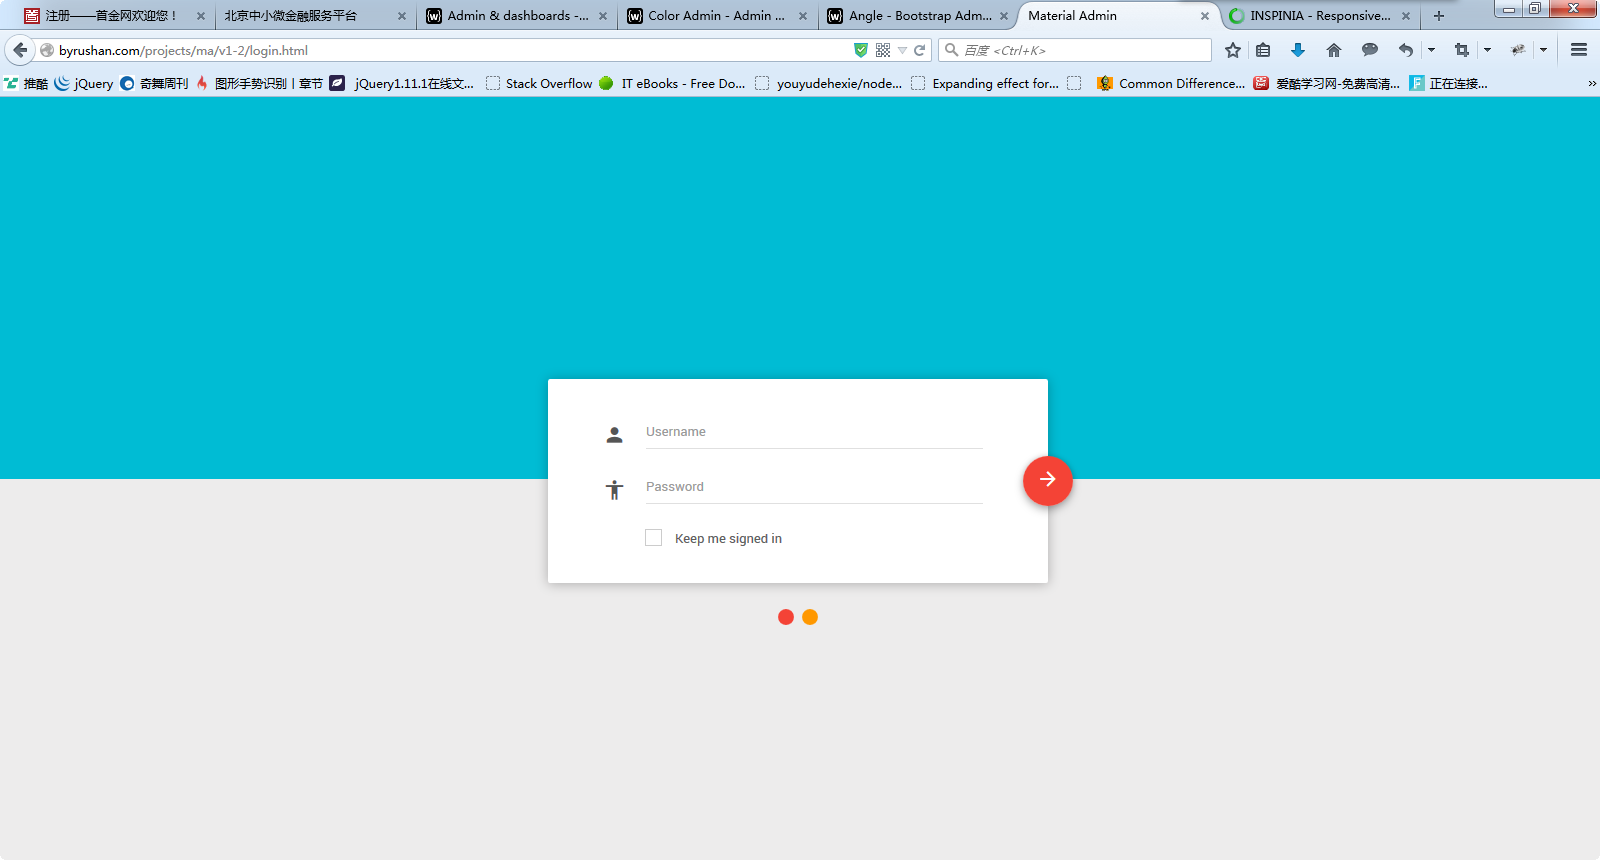 注册——首金网欢迎您！
北京中小微金融服务平台
Admin & dashboards -...
Color Admin - Admin ...
Angle - Bootstrap Adm...
Material Admin
INSPINIA - Responsive...
byrushan.com/projects/ma/v1-2/login.html
百度 <Ctrl+K>
推酷
jQuery
奇舞周刊
图形手势识别丨章节
jQuery1.11.1在线文...
Stack Overflow
IT eBooks - Free Do...
youyudehexie/node...
Expanding effect for...
Common Difference...
爱酷学习网-免费高清...
正在连接...
Username
Password
Keep me signed in